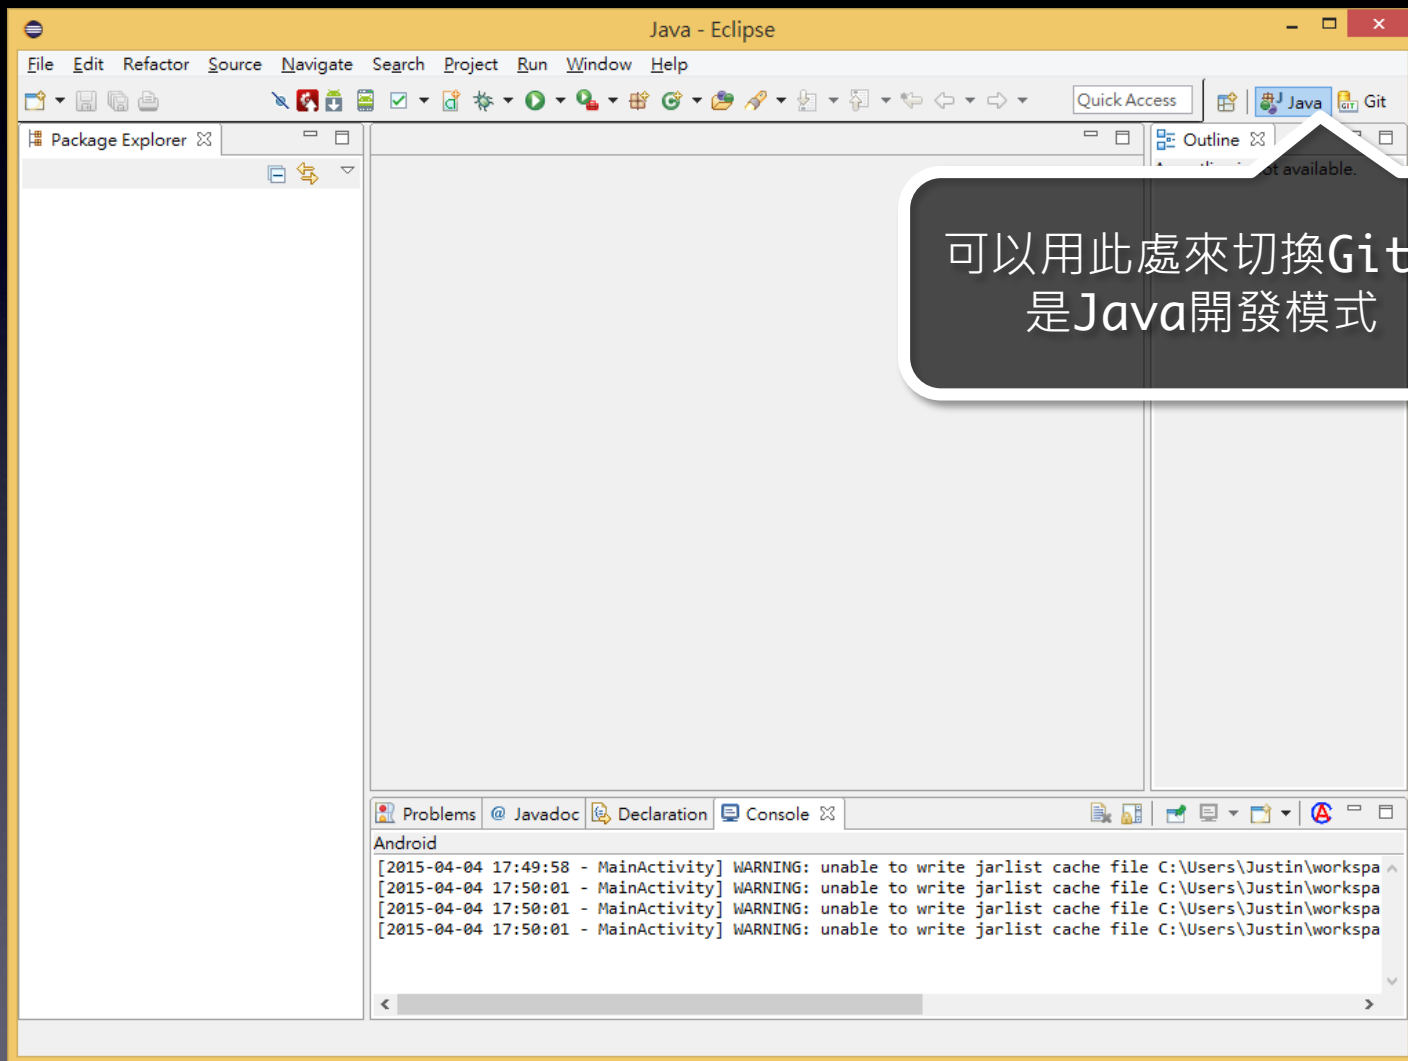 Java - Eclipse
File Edit Refactor Source Navigate Search Project Run Window Help
Quick Access
Java
Git
Package Explorer
Outline
ot available.
可以用此處來切換Git
是Java開發模式
Problems
@ Javadoc
Declaration
Console
Android
[2015-04-04 17:49:58 - MainActivity] WARNING: unable to write jarlist cache file C:\Users\Justin\workspa
[2015-04-04 17:50:01 - MainActivity] WARNING: unable to write jarlist cache file C:\Users\Justin\workspa
[2015-04-04 17:50:01 - MainActivity] WARNING: unable to write jarlist cache file C:\Users\Justin\workspa
[2015-04-04 17:50:01 - MainActivity] WARNING: unable to write jarlist cache file C:\Users\Justin\workspa